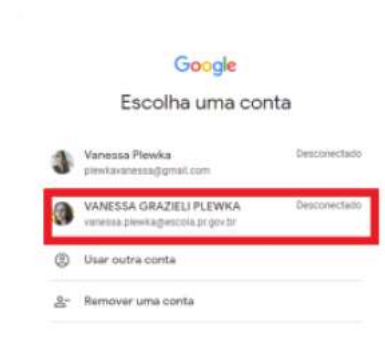 Google
Escolha uma conta
Vanessa Plewka Desconectado
plewkavanessa@gmail.com
VANESSA GRAZIELI PLEWKA Desconectado
vanessa.plewka@escola.pr.gov.br
Usar outra conta
Remover uma conta